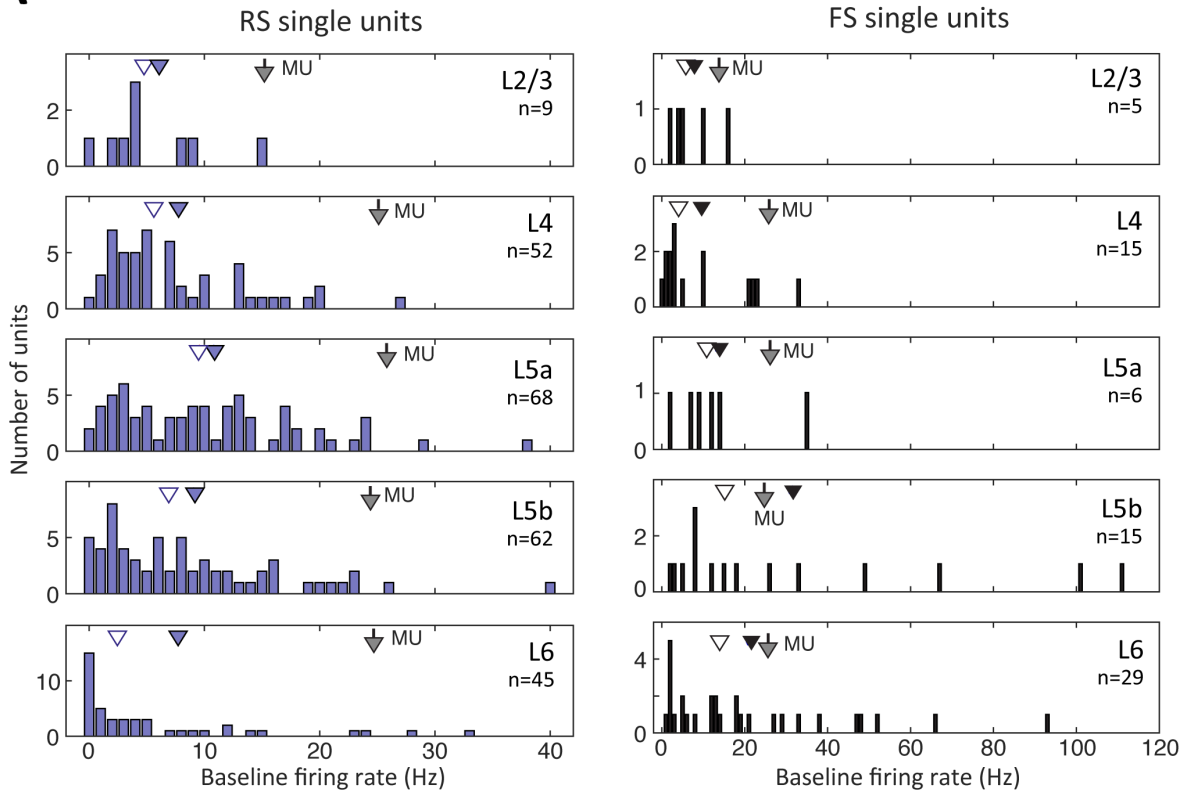 RS single units
FS single units
Number of units
2
0
MU
L2/3
n=9
5
0
MU
L4
n=52
5
0
MU
L5a
n=68
5
0
MU
L5b
n=62
10
0
MU
L6
n=45
0 10 20 30 40
Baseline firing rate (Hz)
1
0
MU
L2/3
n=5
2
0
MU
L4
n=15
1
0
MU
L5a
n=6
2
0
MU
L5b
n=15
4
0
MU
L6
n=29
0 20 40 60 80 100 120
Baseline firing rate (Hz)